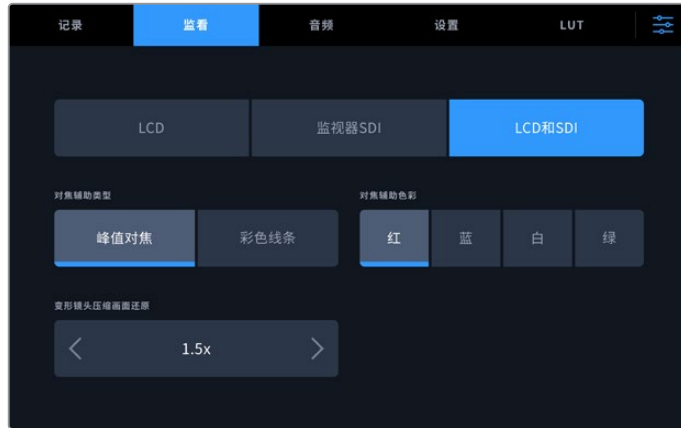 记录 监看 音频 设置 LUT
LCD 监视器SDI LCD和SDI
对焦辅助类型 对焦辅助色彩
峰值对焦 彩色线条 红 蓝 白 绿
变形镜头压缩画面还原
1.5x